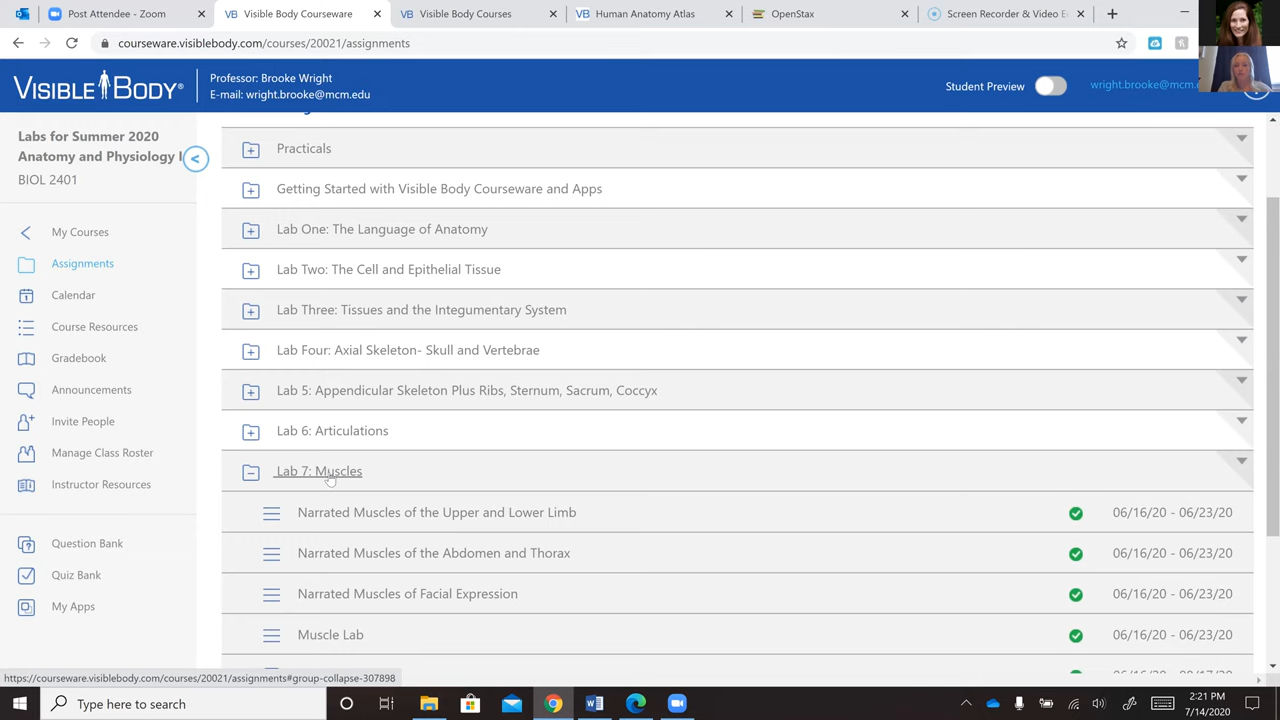 Post Attendee - Zoom
Visible Body Courseware
Visible Body Courses
Human Anatomy Atlas
OpenStax
Screen Recorder & Video E
courseware.visiblebody.com/courses/20021/assignments
VISIBLE BODY®
Professor: Brooke Wright
E-mail: wright.brooke@mcm.edu
Student Preview
wright.brooke@mcm.e
Labs for Summer 2020
Anatomy and Physiology I
BIOL 2401
My Courses
Assignments
Calendar
Course Resources
Gradebook
Announcements
Invite People
Manage Class Roster
Instructor Resources
Question Bank
Quiz Bank
My Apps
Practicals
Getting Started with Visible Body Courseware and Apps
Lab One: The Language of Anatomy
Lab Two: The Cell and Epithelial Tissue
Lab Three: Tissues and the Integumentary System
Lab Four: Axial Skeleton- Skull and Vertebrae
Lab 5: Appendicular Skeleton Plus Ribs, Sternum, Sacrum, Coccyx
Lab 6: Articulations
Lab 7: Muscles
Narrated Muscles of the Upper and Lower Limb 06/16/20 - 06/23/20
Narrated Muscles of the Abdomen and Thorax 06/16/20 - 06/23/20
Narrated Muscles of Facial Expression 06/16/20 - 06/23/20
Muscle Lab 06/16/20 - 06/23/20
https://courseware.visiblebody.com/courses/20021/assignments#group-collapse-307898
Type here to search
2:21 PM
7/14/2020